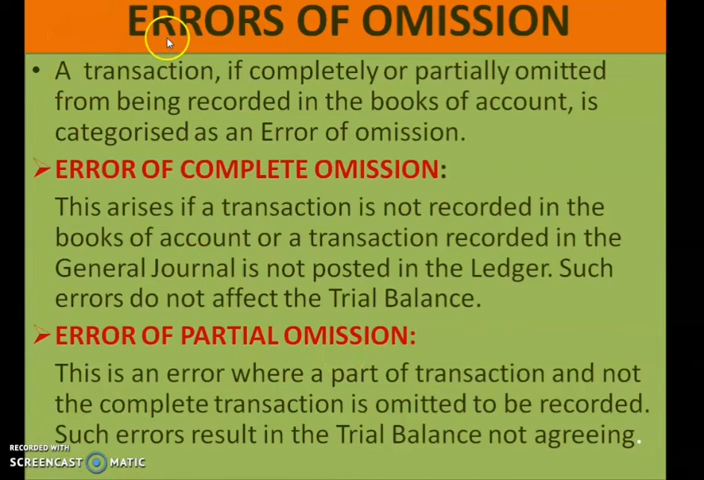 ERRORS OF OMISSION
• A transaction, if completely or partially omitted
from being recorded in the books of account, is
categorised as an Error of omission.
ERROR OF COMPLETE OMISSION:
This arises if a transaction is not recorded in the
books of account or a transaction recorded in the
General Journal is not posted in the Ledger. Such
errors do not affect the Trial Balance.
ERROR OF PARTIAL OMISSION:
This is an error where a part of transaction and not
the complete transaction is omitted to be recorded.
Such errors result in the Trial Balance not agreeing.
RECORDED WITH
SCREENCAST MATIC